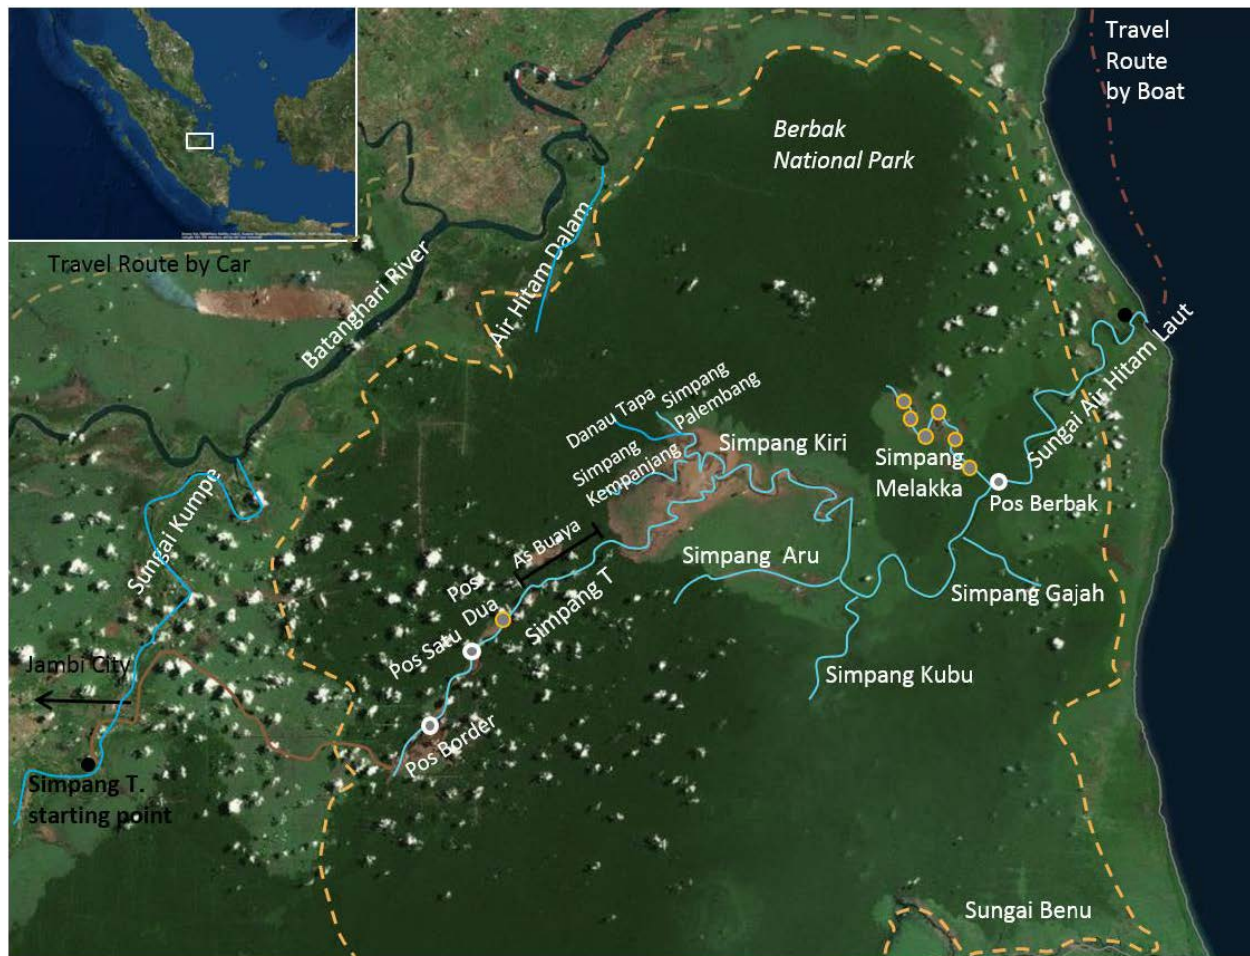 Travel
Route
by Boat
Berbak
National Park
Travel Route by Car
Batanghari River
Air Hitam Dalam
Sungai Air Hitam Laut
Simpang
Palembang
Danau Tapa
Simpang
Kempanjang
Simpang Kiri
Simpang
Melakka
Pos Berbak
Sungai Kumpe
As Buaya
Simpang Aru
Simpang T
Simpang Gajah
Pos Dua
Pos Satu
Simpang Kubu
Jambi City
Pos Border
Simpang T.
starting point
Sungai Benu